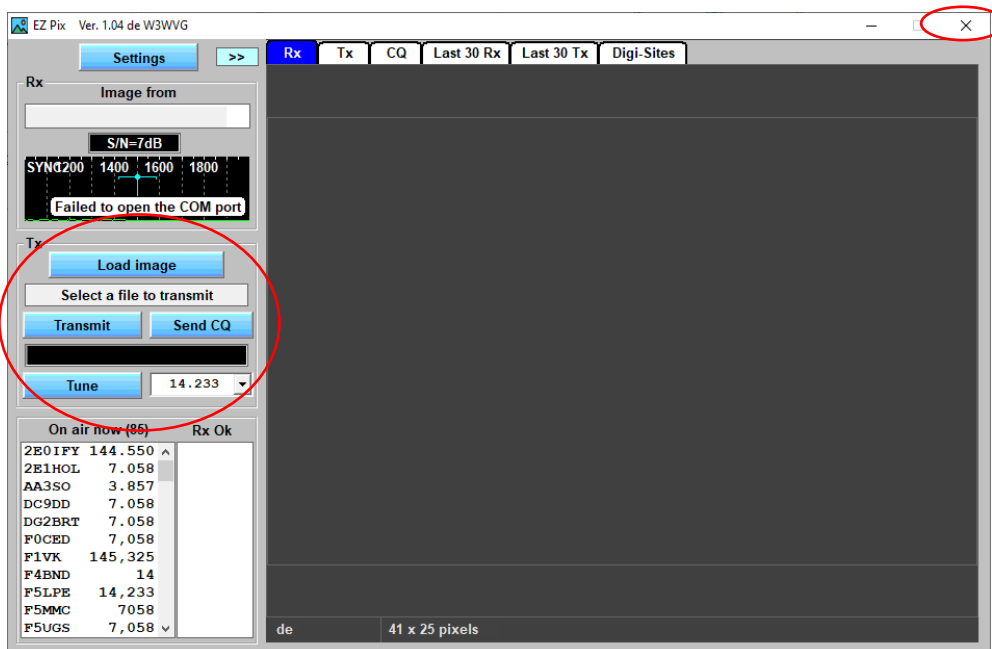 EZ Pix Ver. 1.04 de W3WVG
Settings >>
Rx Tx CQ Last 30 Rx Last 30 Tx Digi-Sites
Rx
Image from
S/N=7dB
SYNC 1200 1400 1600 1800
Failed to open the COM port
Tx
Load image
Select a file to transmit
Transmit Send CQ
Tune 14.233
On air now (85) Rx Ok
2E0IFY 144.550
2E1HOL 7.058
AA3SO 3.857
DC9DD 7.058
DG2BRT 7.058
F0CED 7,058
F1VK 145,325
F4BND 14
F5LPE 14,233
F5MMC 7058
F5UGS 7,058
de 41 x 25 pixels